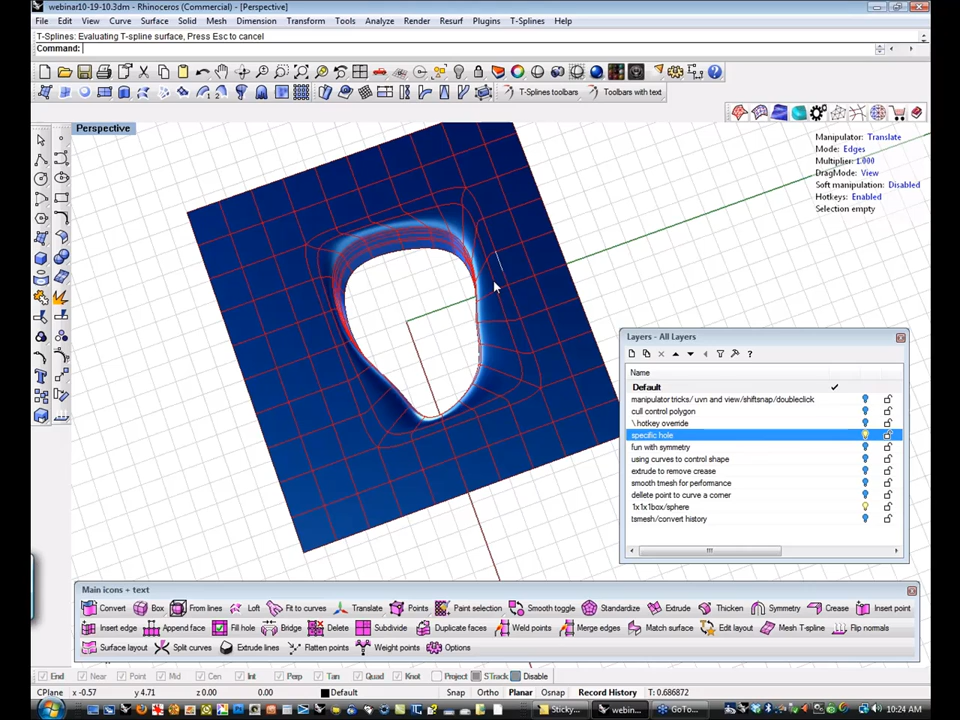 webinar10-19-10.3dm - Rhinoceros (Commercial) - [Perspective]
File Edit View Curve Surface Solid Mesh Dimension Transform Tools Analyze Render Resurf Plugins T-Splines Help
T-Splines: Evaluating T-spline surface, Press Esc to cancel
Command:
T-Splines toolbars Toolbars with text
Perspective
Manipulator: Translate
Mode: Edges
Multiplier: 1.000
DragMode: View
Soft manipulation: Disabled
Hotkeys: Enabled
Selection empty
Layers - All Layers
Name
Default
manipulator tricks/ uvn and view/shiftsnap/doubleclick
cull control polygon
\hotkey override
specific hole
fun with symmetry
using curves to control shape
extrude to remove crease
smooth tmesh for performance
dellete point to curve a corner
1x1x1box/sphere
tsmesh/convert history
Main icons + text
Convert Box From lines Loft Fit to curves Translate Points Paint selection Smooth toggle Standardize Extrude Thicken Symmetry Crease Insert point
Insert edge Append face Fill hole Bridge Delete Subdivide Duplicate faces Weld points Merge edges Match surface Edit layout Mesh T-spline Flip normals
Surface layout Split curves Extrude lines Flatten points Weight points Options
End Near Point Mid Cen Int Perp Tan Quad Knot Project STrack Disable
CPlane x -0.57 y 4.71 z 0.00 0.00 Default Snap Ortho Planar Osnap Record History T: 0.686872
Sticky... webin... GoTo... 10:24 AM